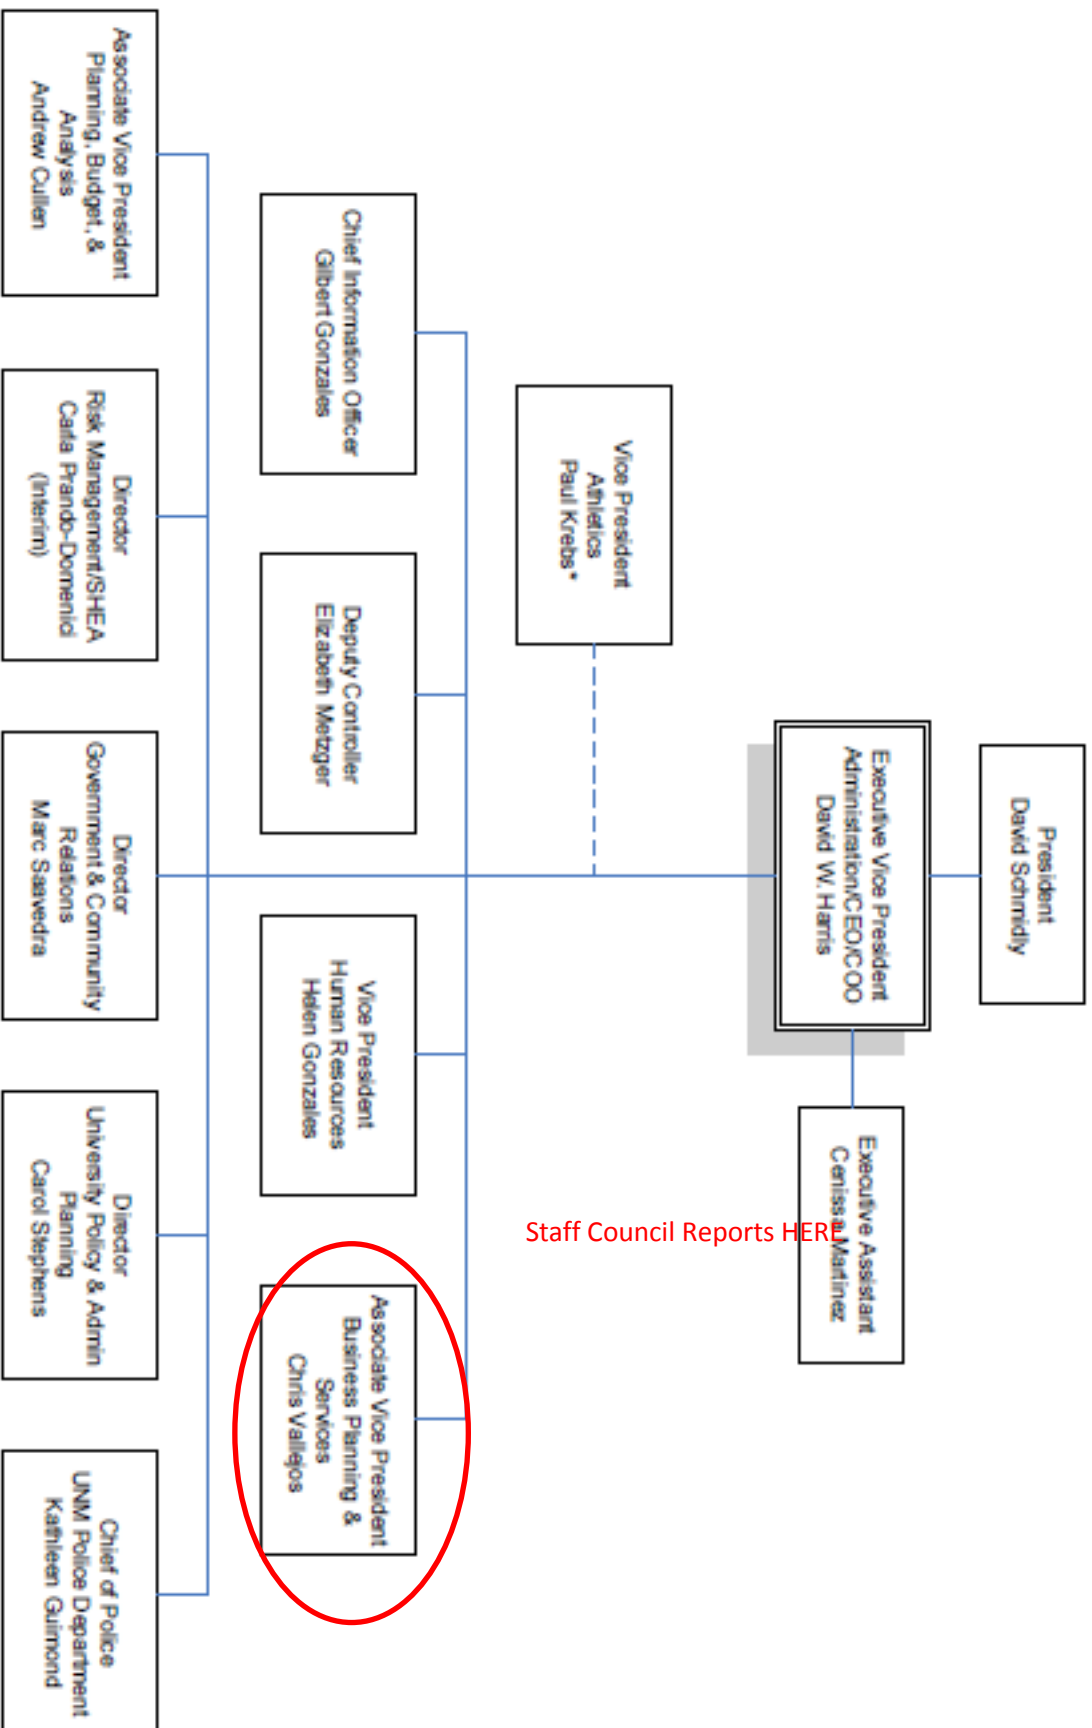 President
David Schmidly
Executive Vice President
Administration/CEO/COO
David W. Harris
Executive Assistant
Cenissa Martinez
Staff Council Reports HERE
Vice President
Athletics
Paul Krebs*
Chief Information Officer
Gilbert Gonzales
Deputy Controller
Elizabeth Metzger
Vice President
Human Resources
Helen Gonzales
Associate Vice President
Business Planning &
Services
Chris Vallejos
Associate Vice President
Planning, Budget, &
Analysis
Andrew Cullen
Director
Risk Management/SHEA
Carla Prando-Domenici
(Interim)
Director
Government & Community
Relations
Marc Saavedra
Director
University Policy & Admin
Planning
Carol Stephens
Chief of Police
UNM Police Department
Kathleen Guimond